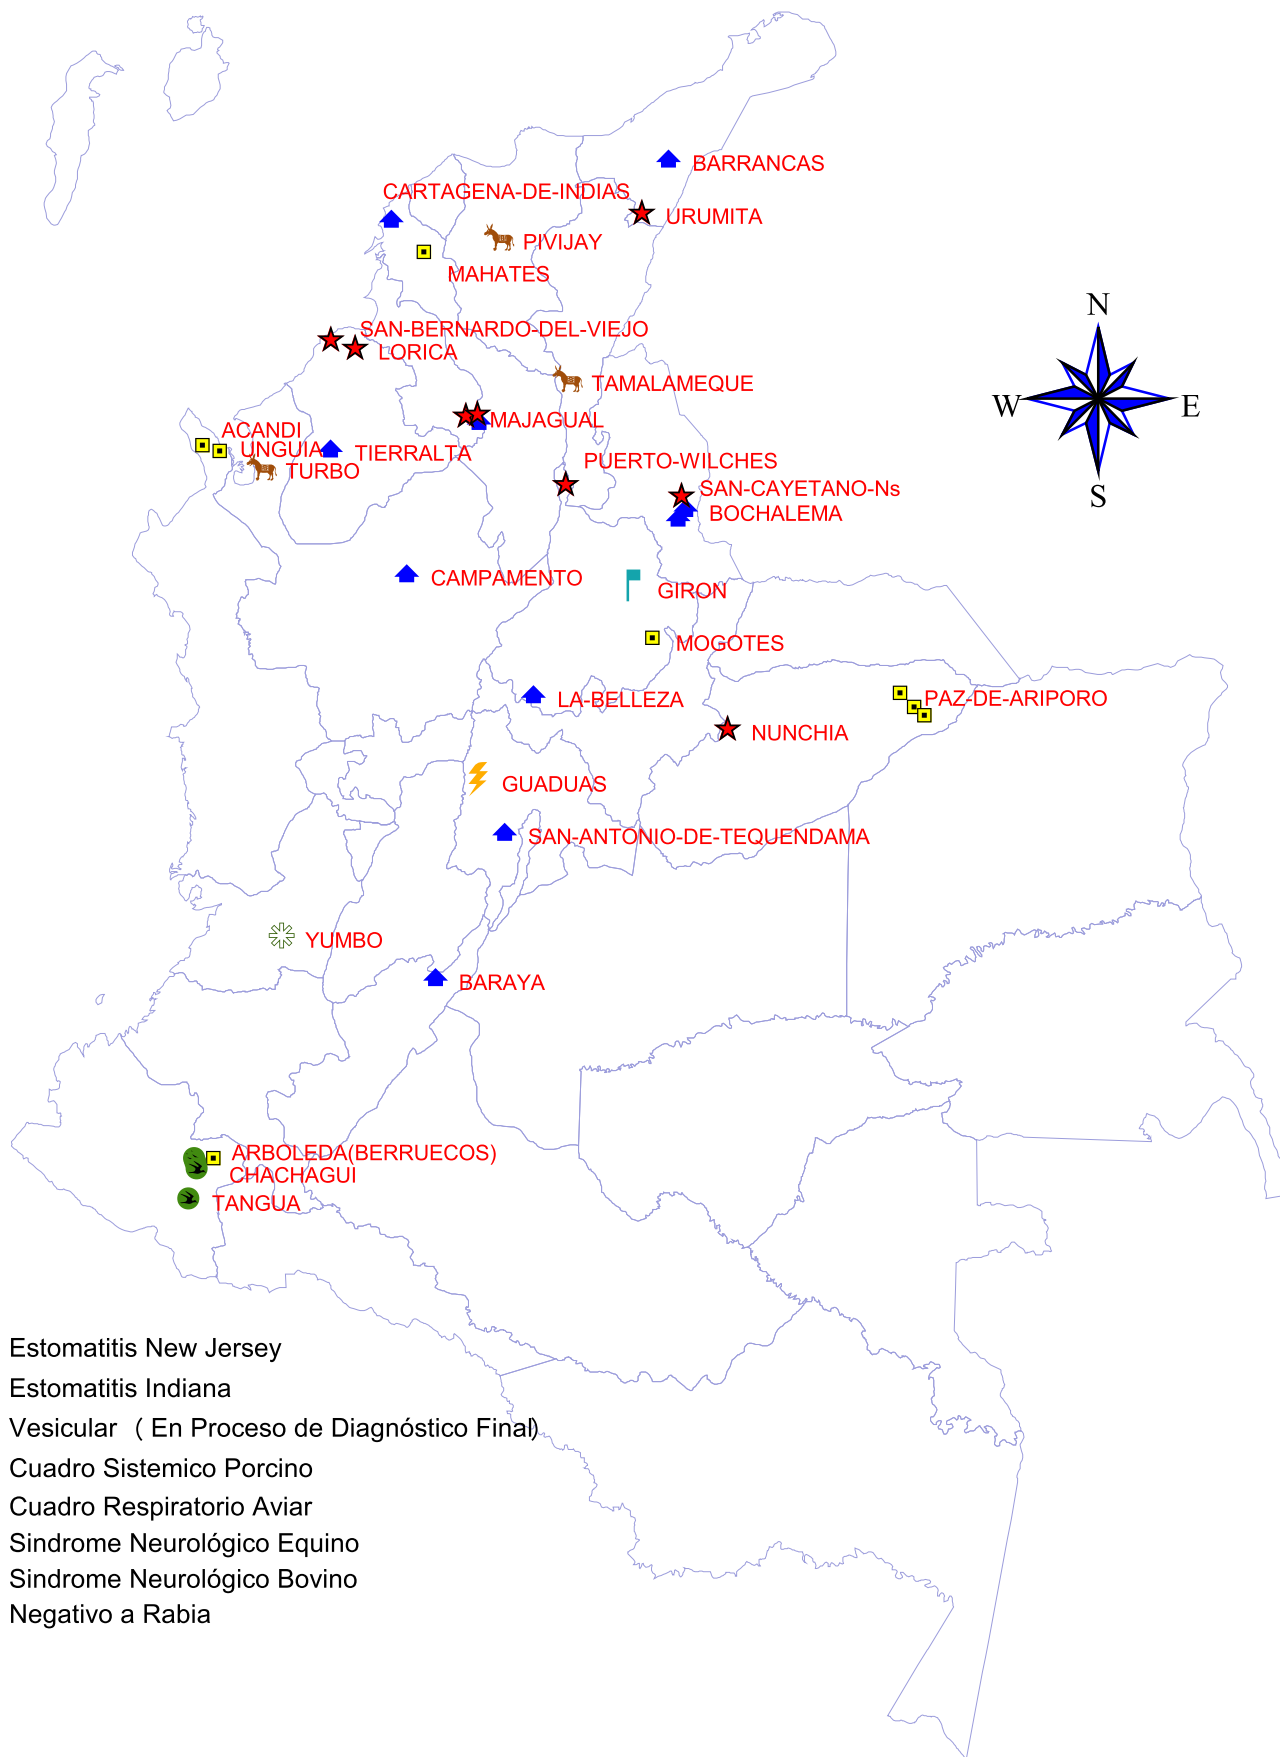 BARRANCAS
CARTAGENA-DE-INDIAS
URUMITA
PIVIJAY
MAHATES
N
SAN-BERNARDO-DEL-VIEJO
LORICA
TAMALAMEQUE
W
E
MAJAGUAL
ACANDI
UNGUIA
TIERRALTA
PUERTO-WILCHES
TURBO
SAN-CAYETANO-Ns
S
BOCHALEMA
CAMPAMENTO
GIRON
MOGOTES
LA-BELLEZA
PAZ-DE-ARIPORO
NUNCHIA
GUADUAS
SAN-ANTONIO-DE-TEQUENDAMA
YUMBO
BARAYA
ARBOLEDA(BERRUECOS)
CHACHAGUI
TANGUA
Estomatitis New Jersey
Estomatitis Indiana
Vesicular ( En Proceso de Diagnóstico Final)
Cuadro Sistemico Porcino
Cuadro Respiratorio Aviar
Sindrome Neurológico Equino
Sindrome Neurológico Bovino
Negativo a Rabia